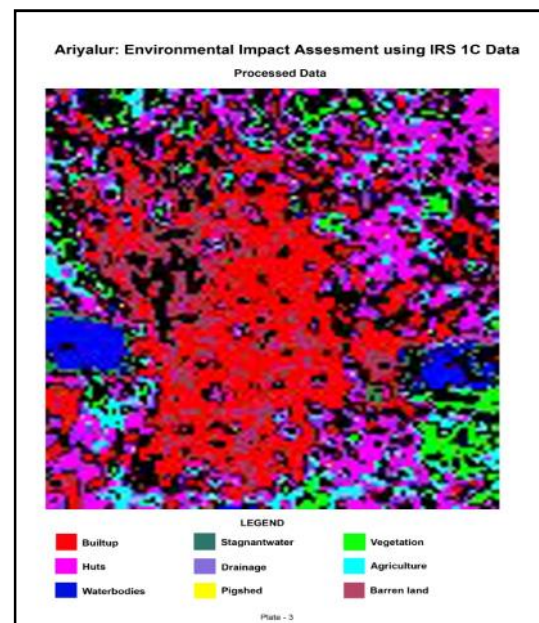 Ariyalur: Environmental Impact Assesment using IRS 1C Data
Processed Data
LEGEND
Builtup Stagnantwater Vegetation
Huts Drainage Agriculture
Waterbodies Pigshed Barren land
Plate - 3